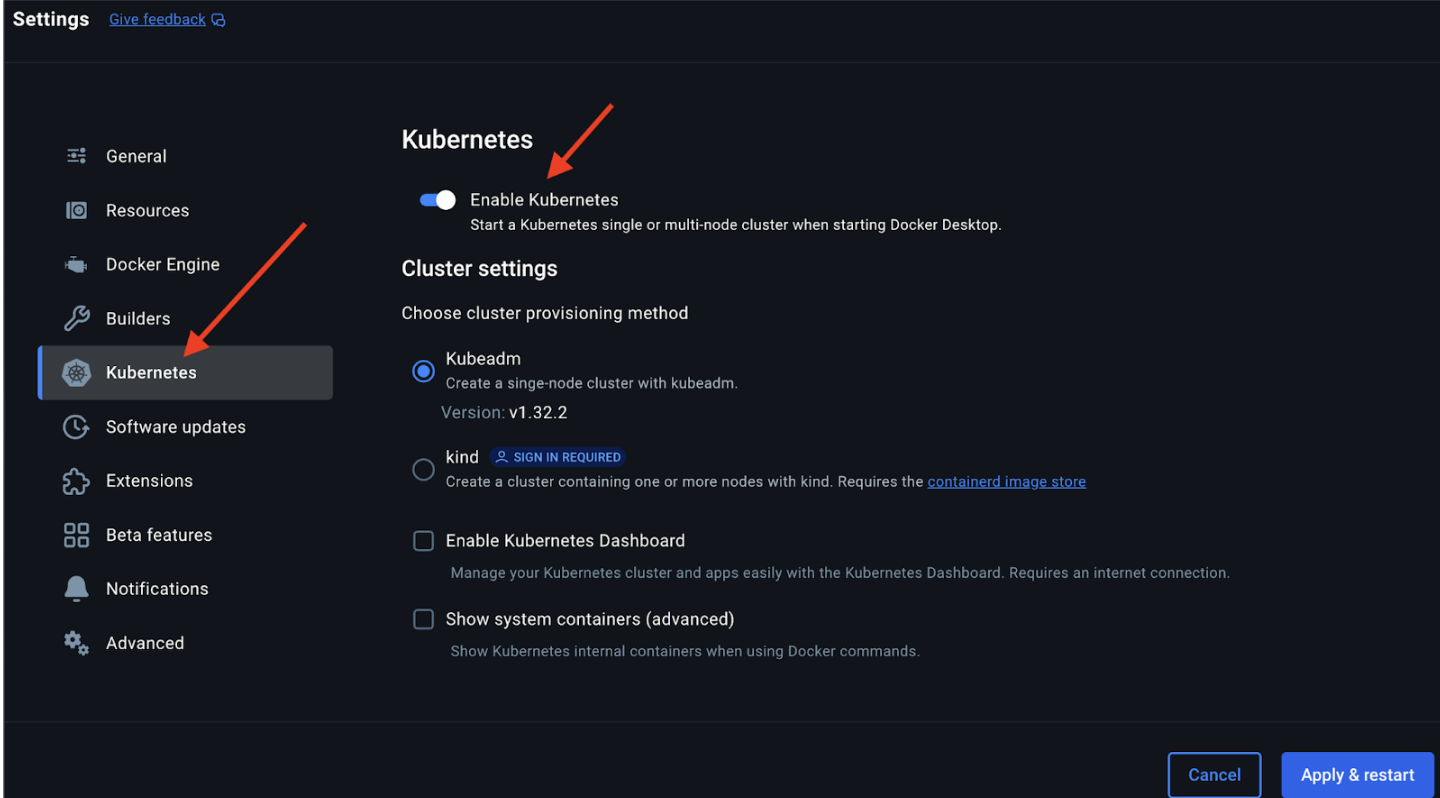 Settings Give feedback
General
Resources
Docker Engine
Builders
Kubernetes
Software updates
Extensions
Beta features
Notifications
Advanced
Kubernetes
Enable Kubernetes
Start a Kubernetes single or multi-node cluster when starting Docker Desktop.
Cluster settings
Choose cluster provisioning method
Kubeadm
Create a singe-node cluster with kubeadm.
Version: v1.32.2
kind SIGN IN REQUIRED
Create a cluster containing one or more nodes with kind. Requires the containerd image store
Enable Kubernetes Dashboard
Manage your Kubernetes cluster and apps easily with the Kubernetes Dashboard. Requires an internet connection.
Show system containers (advanced)
Show Kubernetes internal containers when using Docker commands.
Cancel Apply & restart